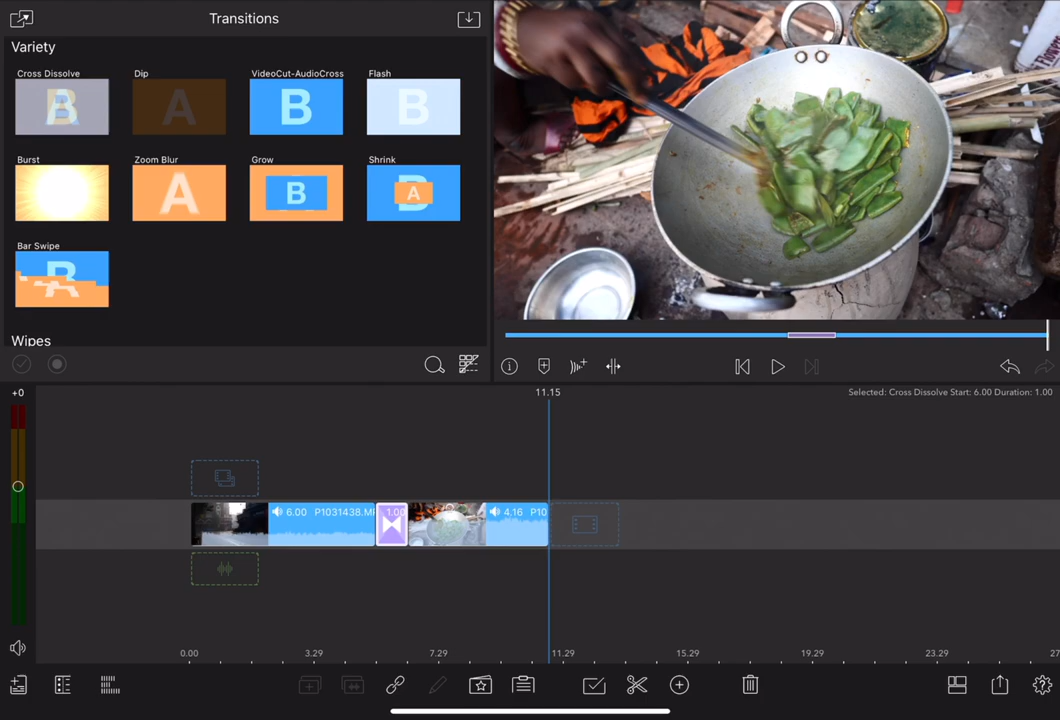 Transitions
Variety
Cross Dissolve
Dip
VideoCut-AudioCross
Flash
B
A
B
B
Burst
Zoom Blur
Grow
Shrink
A
B
A
Bar Swipe
Wipes
+0
11.15
Selected: Cross Dissolve Start: 6.00 Duration: 1.00
6.00 P1031438.M
1.00
4.16 P10
0.00
3.29
7.29
11.29
15.29
19.29
23.29
27